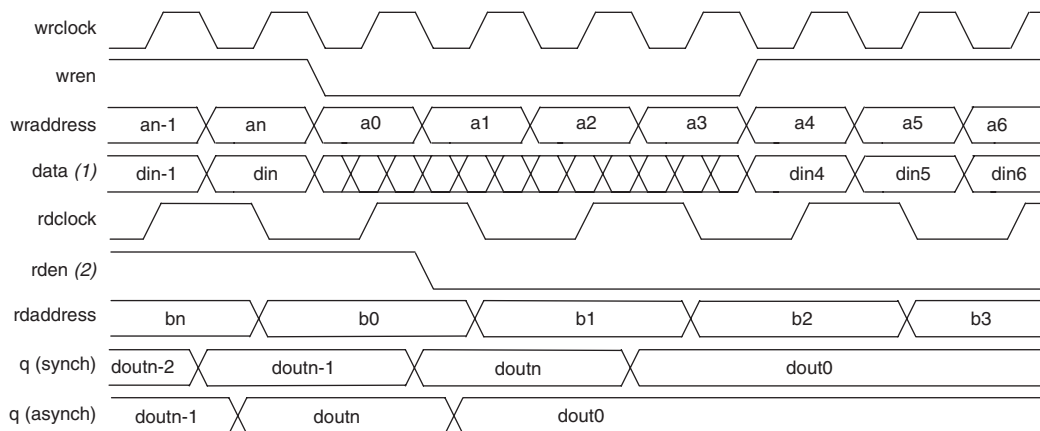 wrclock
wren
wraddress an-1 an a0 a1 a2 a3 a4 a5 a6
data (1) din-1 din din4 din5 din6
rdclock
rden (2)
rdaddress bn b0 b1 b2 b3
q (synch) doutn-2 doutn-1 doutn dout0
q (asynch) doutn-1 doutn dout0